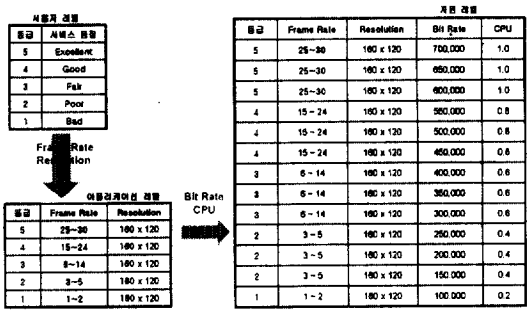 사용자 레벨
등급 서비스 품질
5 Excellent
4 Good
3 Fair
2 Poor
1 Bad
Frame Rate
Resolution
어플리케이션 레벨
등급 Frame Rate Resolution
5 25~30 160 x 120
4 15~24 160 x 120
3 6~14 160 x 120
2 3~5 160 x 120
1 1~2 160 x 120
Bit Rate
CPU
자원 레벨
등급 Frame Rate Resolution Bit Rate CPU
5 25~30 160 x 120 700,000 1.0
5 25~30 160 x 120 650,000 1.0
5 25~30 160 x 120 600,000 1.0
4 15~24 160 x 120 550,000 0.8
4 15~24 160 x 120 500,000 0.8
4 15~24 160 x 120 450,000 0.8
3 6~14 160 x 120 400,000 0.6
3 6~14 160 x 120 350,000 0.6
3 6~14 160 x 120 300,000 0.6
2 3~5 160 x 120 250,000 0.4
2 3~5 160 x 120 200,000 0.4
2 3~5 160 x 120 150,000 0.4
1 1~2 160 x 120 100,000 0.2